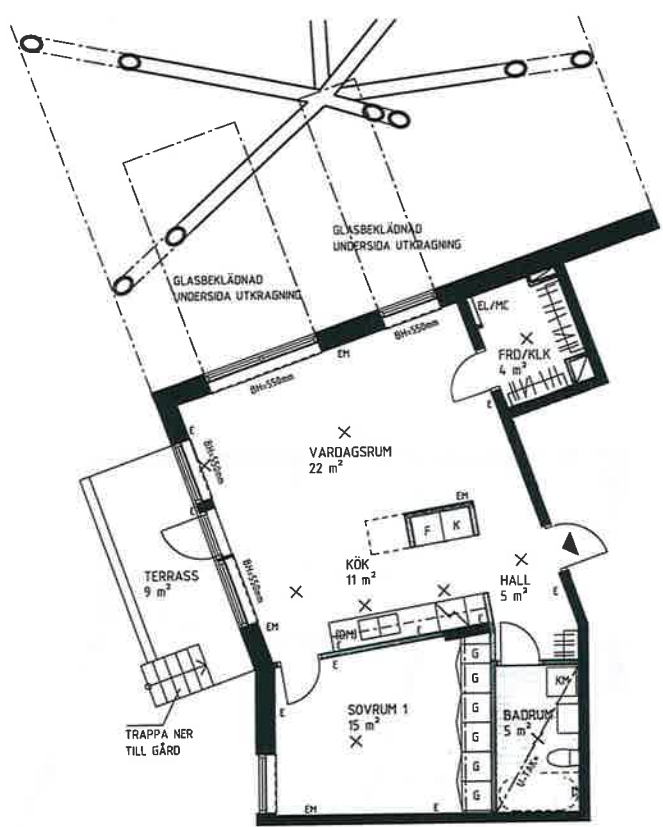 GLASBEKLÄDNAD
UNDERSIDA UTKRAGNING
GLASBEKLÄDNAD
UNDERSIDA UTKRAGNING
EL/MC
BH=550mm
EM
FRD/KLK
4 m²
BH=550mm
E
E
BH=550mm
VARDAGSRUM
22 m²
EM
F
K
TERRASS
9 m²
BH=550mm
KÖK
11 m²
HALL
5 m²
E
EM
(DM)
E
E
E
G
G
G
G
G
G
KM
SOVRUM 1
15 m²
BADRUM
5 m²
U-TAK
E
TRAPPA NER
TILL GÅRD
E
EM
E